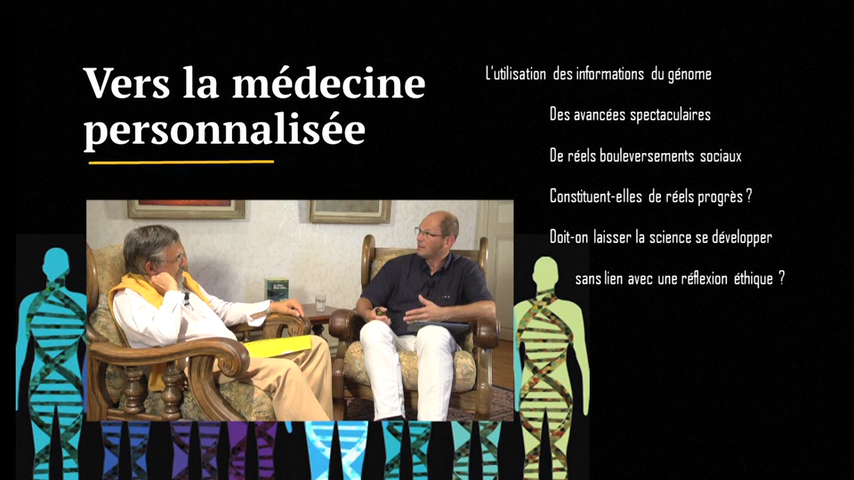 Vers la médecine
personnalisée
L'utilisation des informations du génome
Des avancées spectaculaires
De réels bouleversements sociaux
Constituent-elles de réels progrès ?
Doit-on laisser la science se développer
sans lien avec une réflexion éthique ?